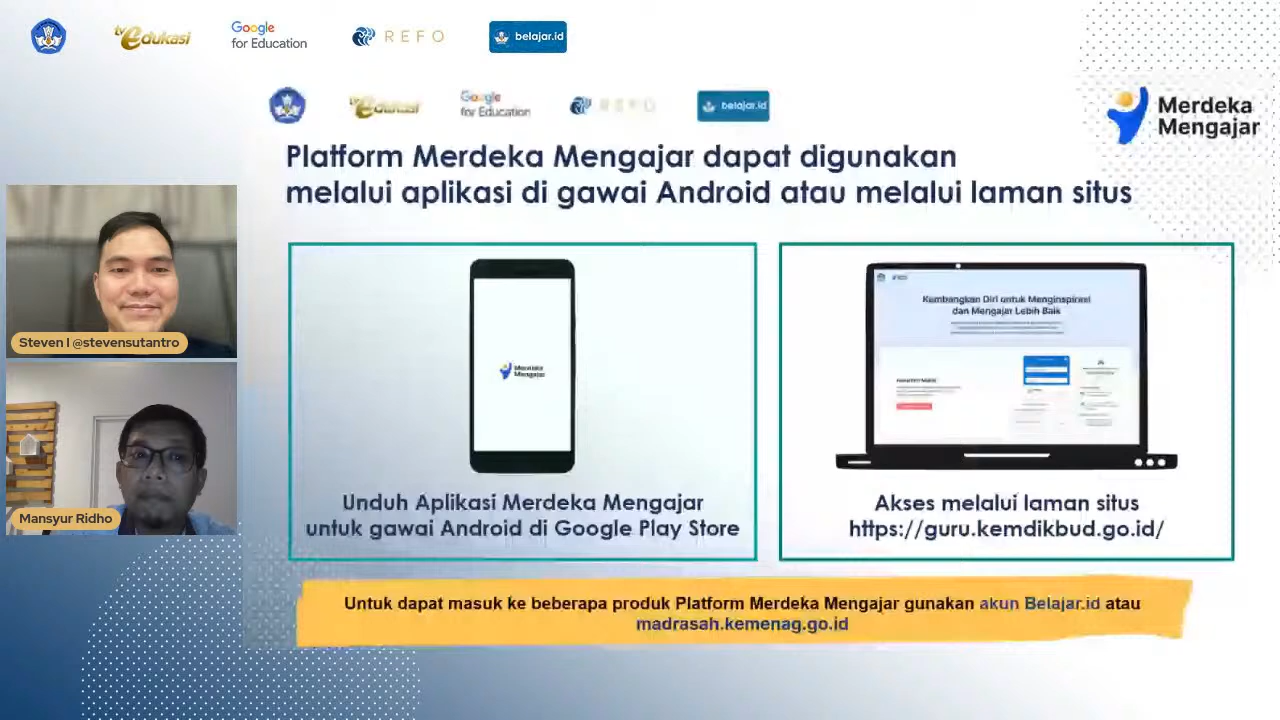 tv edukasi
Google
for Education
REFO
belajar.id
tv edukasi
Google
for Education
REFO
belajar.id
Merdeka
Mengajar
Platform Merdeka Mengajar dapat digunakan
melalui aplikasi di gawai Android atau melalui laman situs
Steven I @stevensutantro
Mansyur Ridho
Merdeka
Mengajar
Unduh Aplikasi Merdeka Mengajar
untuk gawai Android di Google Play Store
Kembangkan Diri untuk Menginspirasi
dan Mengajar Lebih Baik
Akses melalui laman situs
https://guru.kemdikbud.go.id/
Untuk dapat masuk ke beberapa produk Platform Merdeka Mengajar gunakan akun Belajar.id atau
madrasah.kemenag.go.id